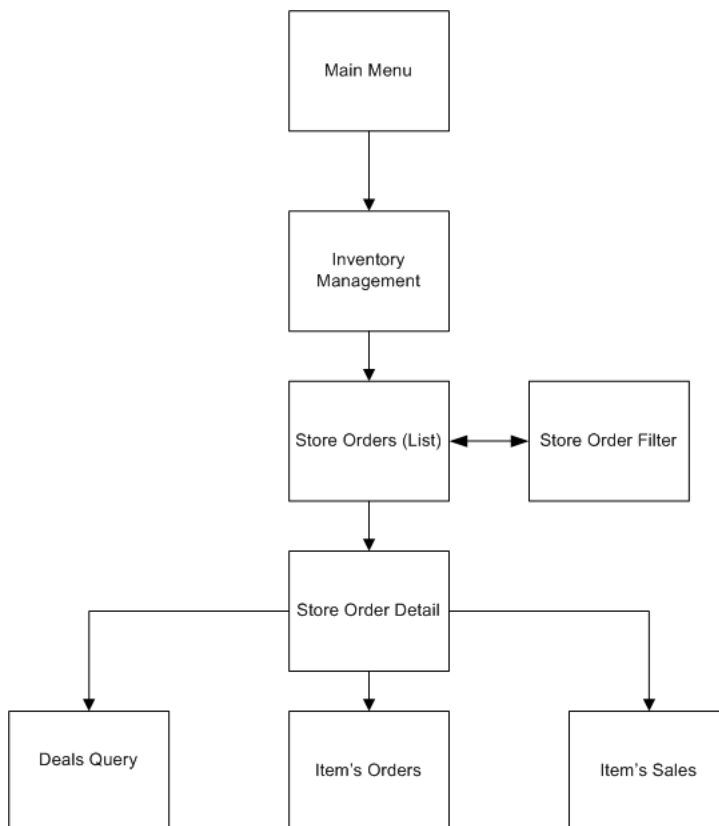 Main Menu
Inventory
Management
Store Orders (List)
Store Order Filter
Store Order Detail
Deals Query
Item’s Orders
Item’s Sales